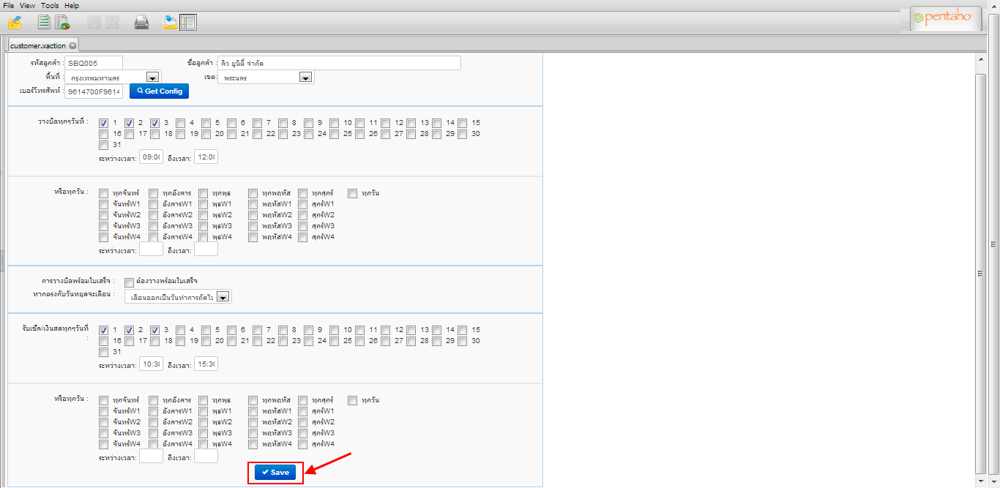 File View Tools Help
pentaho
customer.xaction
รหัสลูกค้า : SBQ005 ชื่อลูกค้า : คิว ยูนิตี้ จำกัด
พื้นที่ : กรุงเทพมหานคร เขต: พระนคร
เบอร์โทรศัพท์ : 9614700F9614 Get Config
วางบิลทุกๆวันที่ : 1 2 3 4 5 6 7 8 9 10 11 12 13 14 15
16 17 18 19 20 21 22 23 24 25 26 27 28 29 30
31
ระหว่างเวลา: 09:00 ถึงเวลา: 12:00
หรือทุกวัน : ทุกจันทร์ ทุกอังคาร ทุกพุธ ทุกพฤหัส ทุกศุกร์ ทุกวัน
จันทร์W1 อังคารW1 พุธW1 พฤหัสW1 ศุกร์W1
จันทร์W2 อังคารW2 พุธW2 พฤหัสW2 ศุกร์W2
จันทร์W3 อังคารW3 พุธW3 พฤหัสW3 ศุกร์W3
จันทร์W4 อังคารW4 พุธW4 พฤหัสW4 ศุกร์W4
ระหว่างเวลา: ถึงเวลา:
การวางบิลพร้อมใบเสร็จ : ต้องวางพร้อมใบเสร็จ
หากตรงกับวันหยุดจะเลือน : เลือนออกเป็นวันทำการถัดไป
รับเช็ค/เงินสดทุกๆวันที่ : 1 2 3 4 5 6 7 8 9 10 11 12 13 14 15
16 17 18 19 20 21 22 23 24 25 26 27 28 29 30
31
ระหว่างเวลา: 10:30 ถึงเวลา: 15:30
หรือทุกวัน : ทุกจันทร์ ทุกอังคาร ทุกพุธ ทุกพฤหัส ทุกศุกร์ ทุกวัน
จันทร์W1 อังคารW1 พุธW1 พฤหัสW1 ศุกร์W1
จันทร์W2 อังคารW2 พุธW2 พฤหัสW2 ศุกร์W2
จันทร์W3 อังคารW3 พุธW3 พฤหัสW3 ศุกร์W3
จันทร์W4 อังคารW4 พุธW4 พฤหัสW4 ศุกร์W4
ระหว่างเวลา: ถึงเวลา:
Save